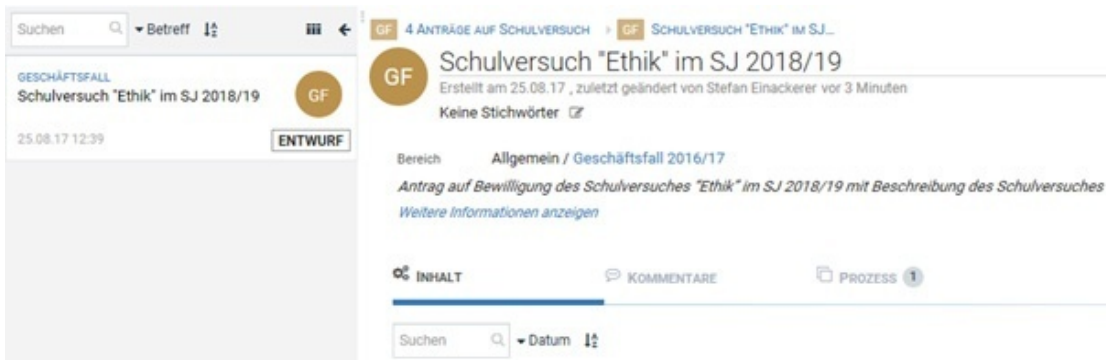 Suchen Betreff
GESCHÄFTSFALL
Schulversuch "Ethik" im SJ 2018/19
GF
25.08.17 12:39 ENTWURF
GF 4 ANTRÄGE AUF SCHULVERSUCH GF SCHULVERSUCH "ETHIK" IM SJ...
GF
Schulversuch "Ethik" im SJ 2018/19
Erstellt am 25.08.17 , zuletzt geändert von Stefan Einackerer vor 3 Minuten
Keine Stichwörter
Bereich Allgemein / Geschäftsfall 2016/17
Antrag auf Bewilligung des Schulversuches "Ethik" im SJ 2018/19 mit Beschreibung des Schulversuches
Weitere Informationen anzeigen
INHALT KOMMENTARE PROZESS 1
Suchen Datum